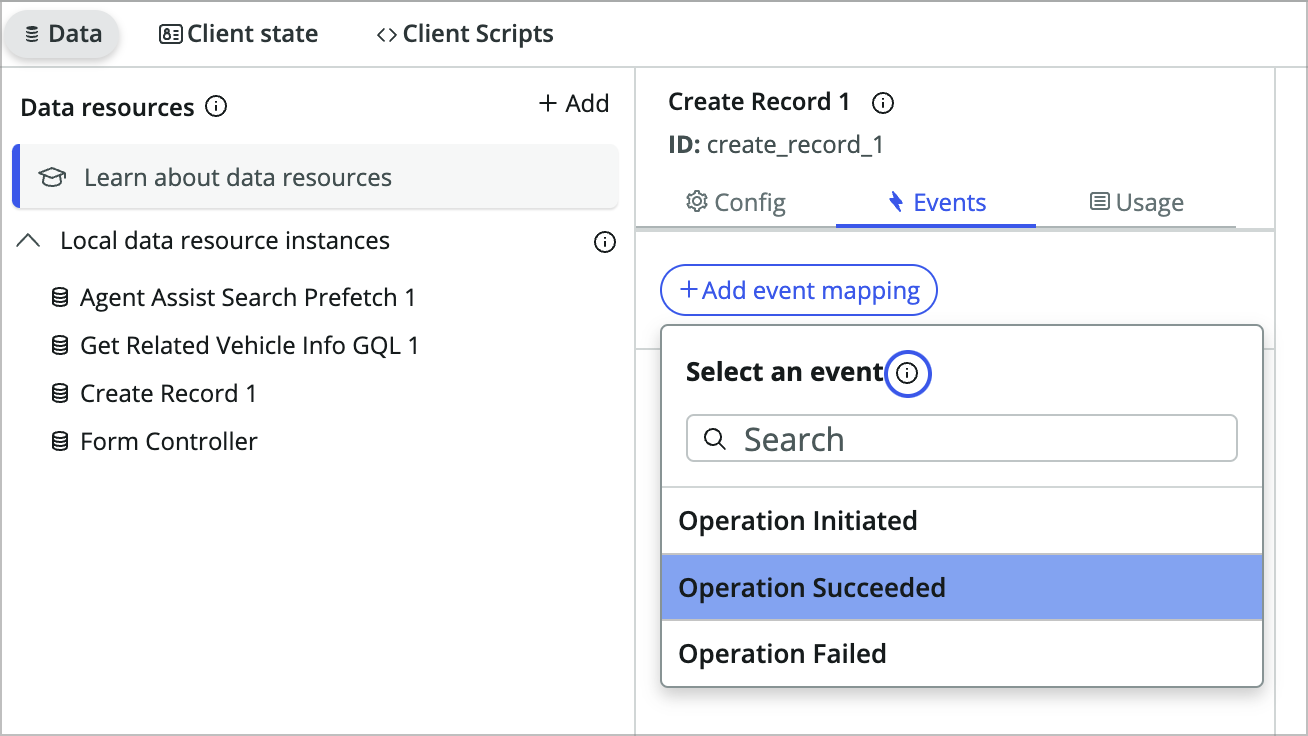 Data Client state Client Scripts
Data resources + Add
Learn about data resources
Local data resource instances
Agent Assist Search Prefetch 1
Get Related Vehicle Info GQL 1
Create Record 1
Form Controller
Create Record 1
ID: create_record_1
Config Events Usage
+ Add event mapping
Select an event
Search
Operation Initiated
Operation Succeeded
Operation Failed